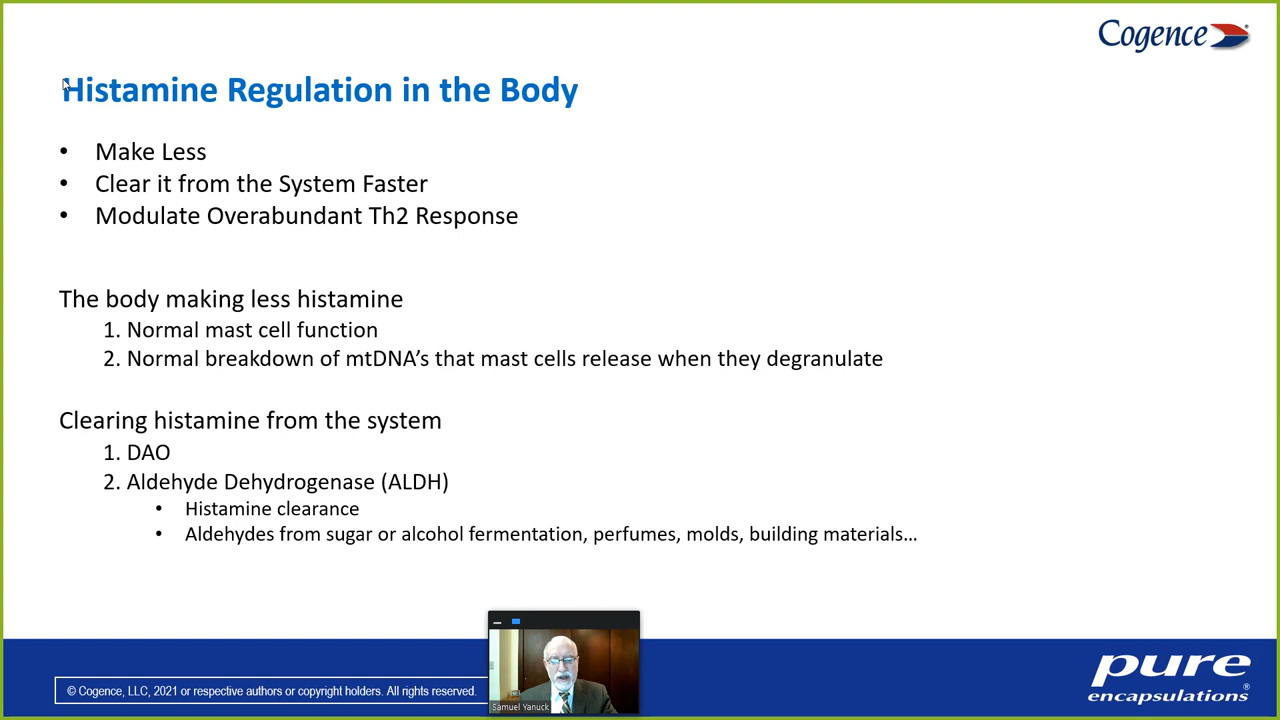 Cogence
Histamine Regulation in the Body
• Make Less
• Clear it from the System Faster
• Modulate Overabundant Th2 Response
The body making less histamine
1. Normal mast cell function
2. Normal breakdown of mtDNA’s that mast cells release when they degranulate
Clearing histamine from the system
1. DAO
2. Aldehyde Dehydrogenase (ALDH)
• Histamine clearance
• Aldehydes from sugar or alcohol fermentation, perfumes, molds, building materials…
© Cogence, LLC, 2021 or respective authors or copyright holders. All rights reserved.
Samuel Yanuck
pure
encapsulations®